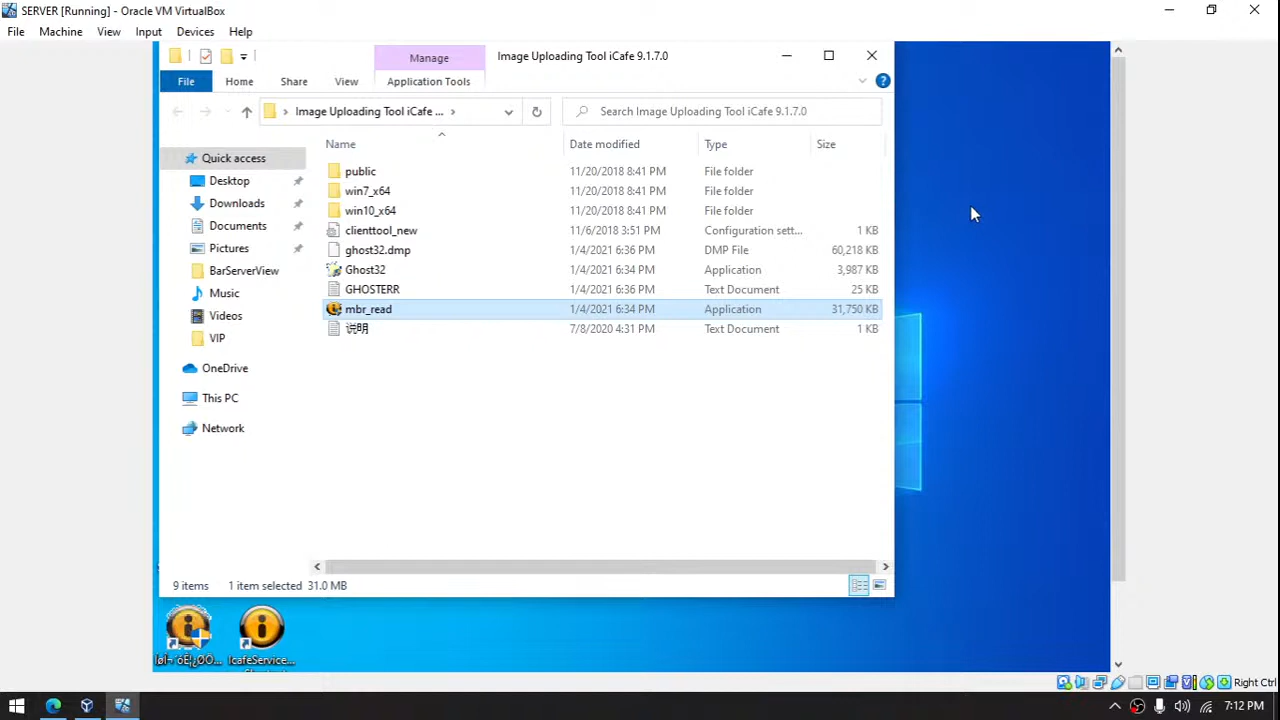 SERVER [Running] - Oracle VM VirtualBox
File Machine View Input Devices Help
Manage Image Uploading Tool iCafe 9.1.7.0
File Home Share View Application Tools
Image Uploading Tool iCafe ... Search Image Uploading Tool iCafe 9.1.7.0
Name Date modified Type Size
Quick access
Desktop
Downloads
Documents
Pictures
BarServerView
Music
Videos
VIP
OneDrive
This PC
Network
public 11/20/2018 8:41 PM File folder
win7_x64 11/20/2018 8:41 PM File folder
win10_x64 11/20/2018 8:41 PM File folder
clienttool_new 11/6/2018 3:51 PM Configuration sett... 1 KB
ghost32.dmp 1/4/2021 6:36 PM DMP File 60,218 KB
Ghost32 1/4/2021 6:34 PM Application 3,987 KB
GHOSTERR 1/4/2021 6:36 PM Text Document 25 KB
mbr_read 1/4/2021 6:34 PM Application 31,750 KB
说明 7/8/2020 4:31 PM Text Document 1 KB
9 items 1 item selected 31.0 MB
IcafeService...
Right Ctrl
7:12 PM